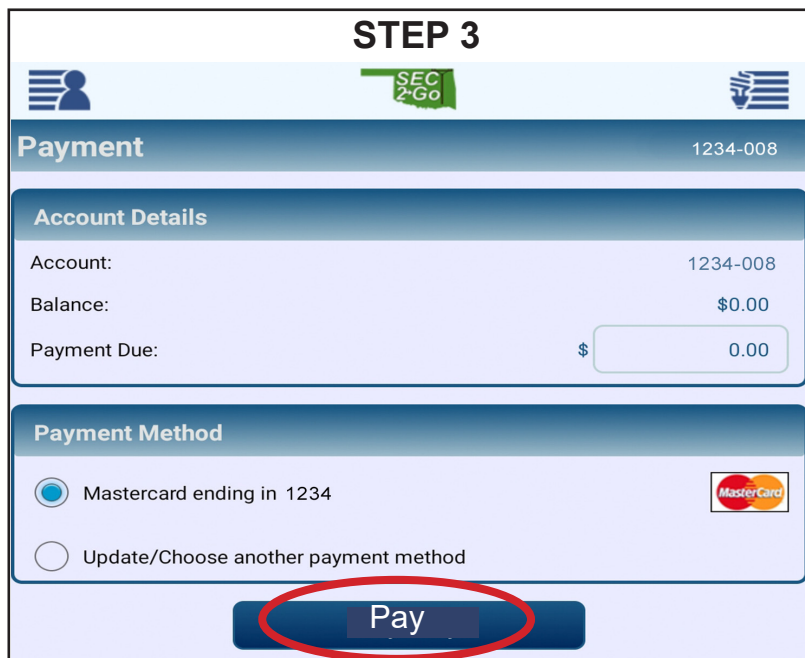 STEP 3
SEC
2•Go
Payment 1234-008
Account Details
Account: 1234-008
Balance: $0.00
Payment Due: $ 0.00
Payment Method
Mastercard ending in 1234
MasterCard
Update/Choose another payment method
Pay